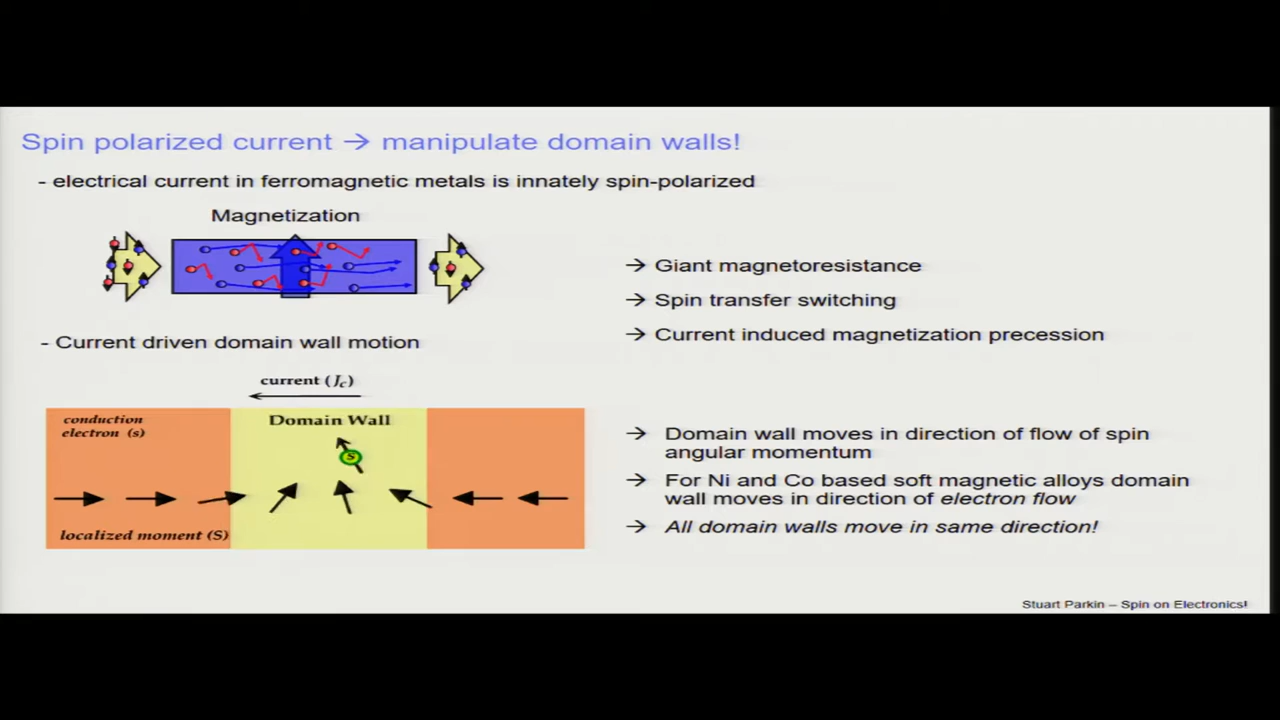 Spin polarized current → manipulate domain walls!
- electrical current in ferromagnetic metals is innately spin-polarized
Magnetization
→ Giant magnetoresistance
→ Spin transfer switching
→ Current induced magnetization precession
- Current driven domain wall motion
current (Jc)
conduction
electron (s)
Domain Wall
S
localized moment (S)
→ Domain wall moves in direction of flow of spin
angular momentum
→ For Ni and Co based soft magnetic alloys domain
wall moves in direction of electron flow
→ All domain walls move in same direction!
Stuart Parkin – Spin on Electronics!